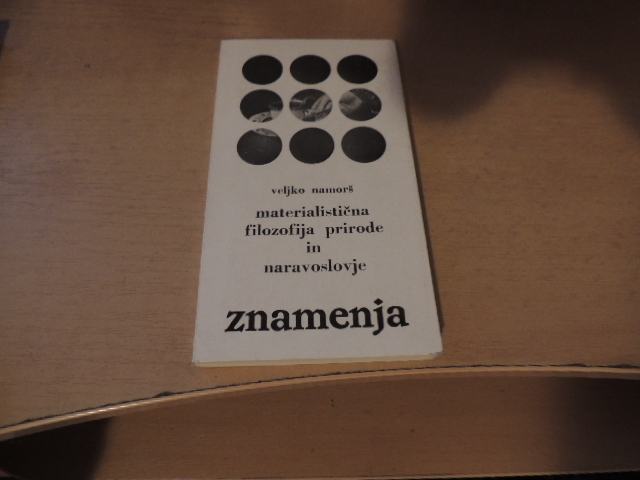 veljko namorš
materialistična
filozofija prirode
in
naravoslovje
znamenja